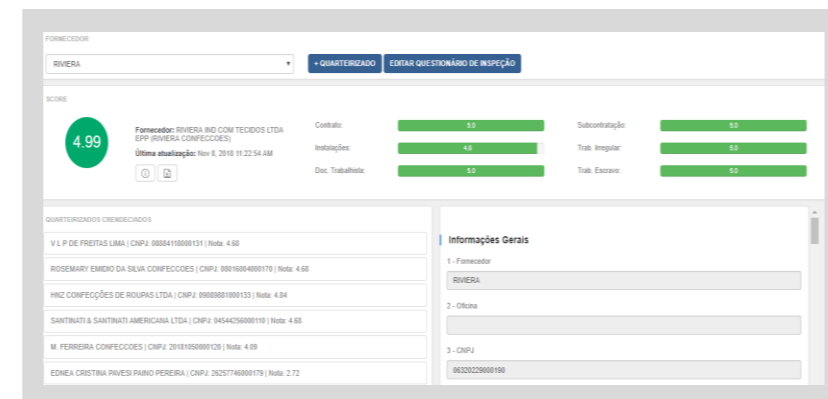 FORNECEDOR
RIVIERA
+ QUARTEIRIZADO
EDITAR QUESTIONÁRIO DE INSPEÇÃO
SCORE
4.99
Fornecedor: RIVIERA IND COM TECIDOS LTDA
EPP (RIVIERA CONFECCOES)
Última atualização: Nov 8, 2018 11:22:54 AM
Contrato:
5.0
Instalações:
4.8
Doc. Trabalhista:
5.0
Subcontratação:
5.0
Trab. Irregular:
5.0
Trab. Escravo:
5.0
QUARTEIRIZADOS CRENDECIADOS
V L P DE FREITAS LIMA | CNPJ: 08884118000131 | Nota: 4.68
ROSEMARY EMIDIO DA SILVA CONFECCOES | CNPJ: 08016004000170 | Nota: 4.68
HNZ CONFECÇÕES DE ROUPAS LTDA | CNPJ: 09089881000133 | Nota: 4.84
SANTINATI & SANTINATI AMERICANA LTDA | CNPJ: 04544256000110 | Nota: 4.68
M. FERREIRA CONFECCOES | CNPJ: 20181050000120 | Nota: 4.09
EDNEA CRISTINA PAVESI PAINO PEREIRA | CNPJ: 26257746000179 | Nota: 2.72
Informações Gerais
1 - Fornecedor
RIVIERA
2 - Oficina
3 - CNPJ
06320229000190